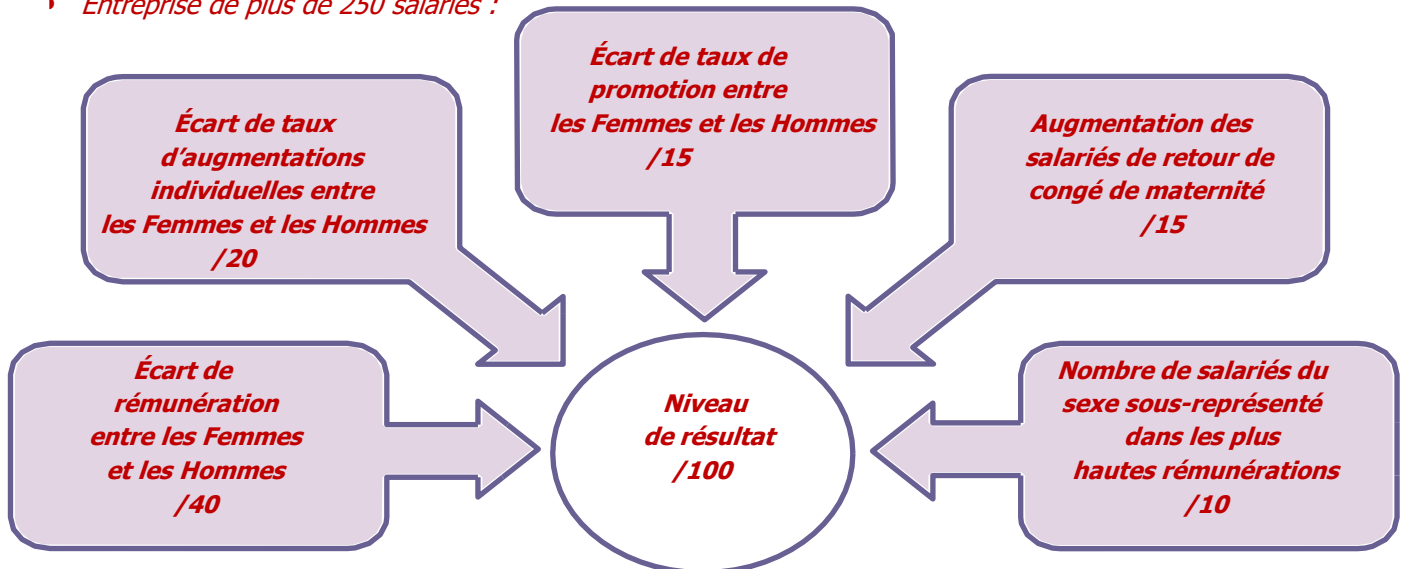 Entreprise de plus de 250 salariés :
Écart de taux de
promotion entre
les Femmes et les Hommes
/15
Écart de taux
d’augmentations
individuelles entre
les Femmes et les Hommes
/20
Augmentation des
salariés de retour de
congé de maternité
/15
Écart de
rémunération
entre les Femmes
et les Hommes
/40
Niveau
de résultat
/100
Nombre de salariés du
sexe sous-représenté
dans les plus
hautes rémunérations
/10